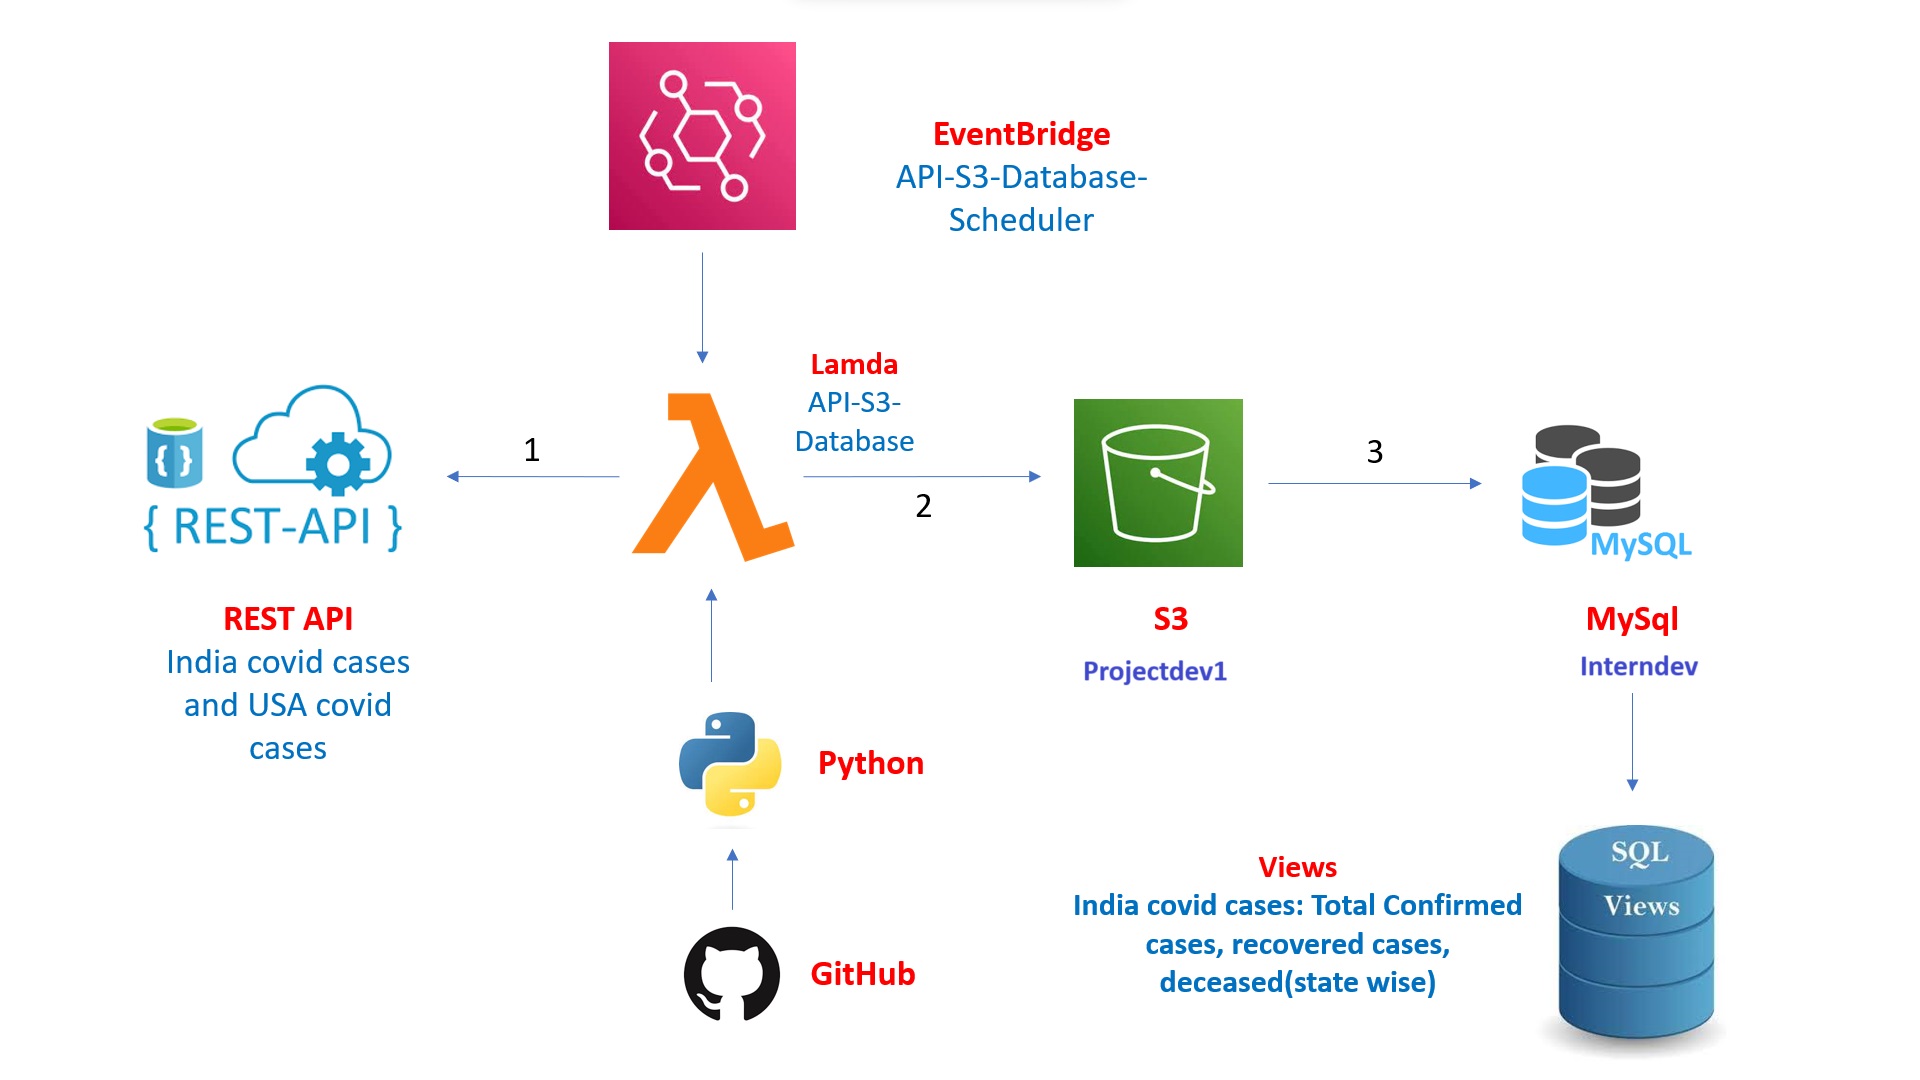 EventBridge
API-S3-Database-
Scheduler
Lamda
API-S3-
Database
1
2
3
{ }
{ REST-API }
MySQL
REST API
India covid cases
and USA covid
cases
S3
Projectdev1
MySql
Interndev
Python
GitHub
Views
India covid cases: Total Confirmed
cases, recovered cases,
deceased(state wise)
SQL
Views